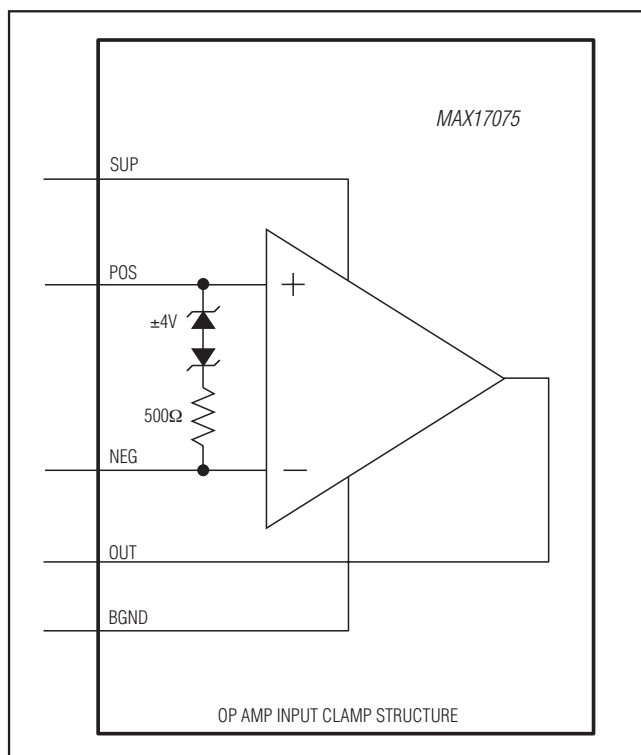 MAX17075
SUP
POS
+
±4V
500Ω
NEG
−
OUT
BGND
OP AMP INPUT CLAMP STRUCTURE